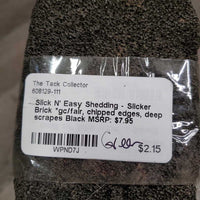 The Tack Collector
608129-111
Slick N' Easy Shedding - Slicker
Brick *gc/fair, chipped edges, deep
scrapes Black MSRP: $7.95
WPND7J
$2.15